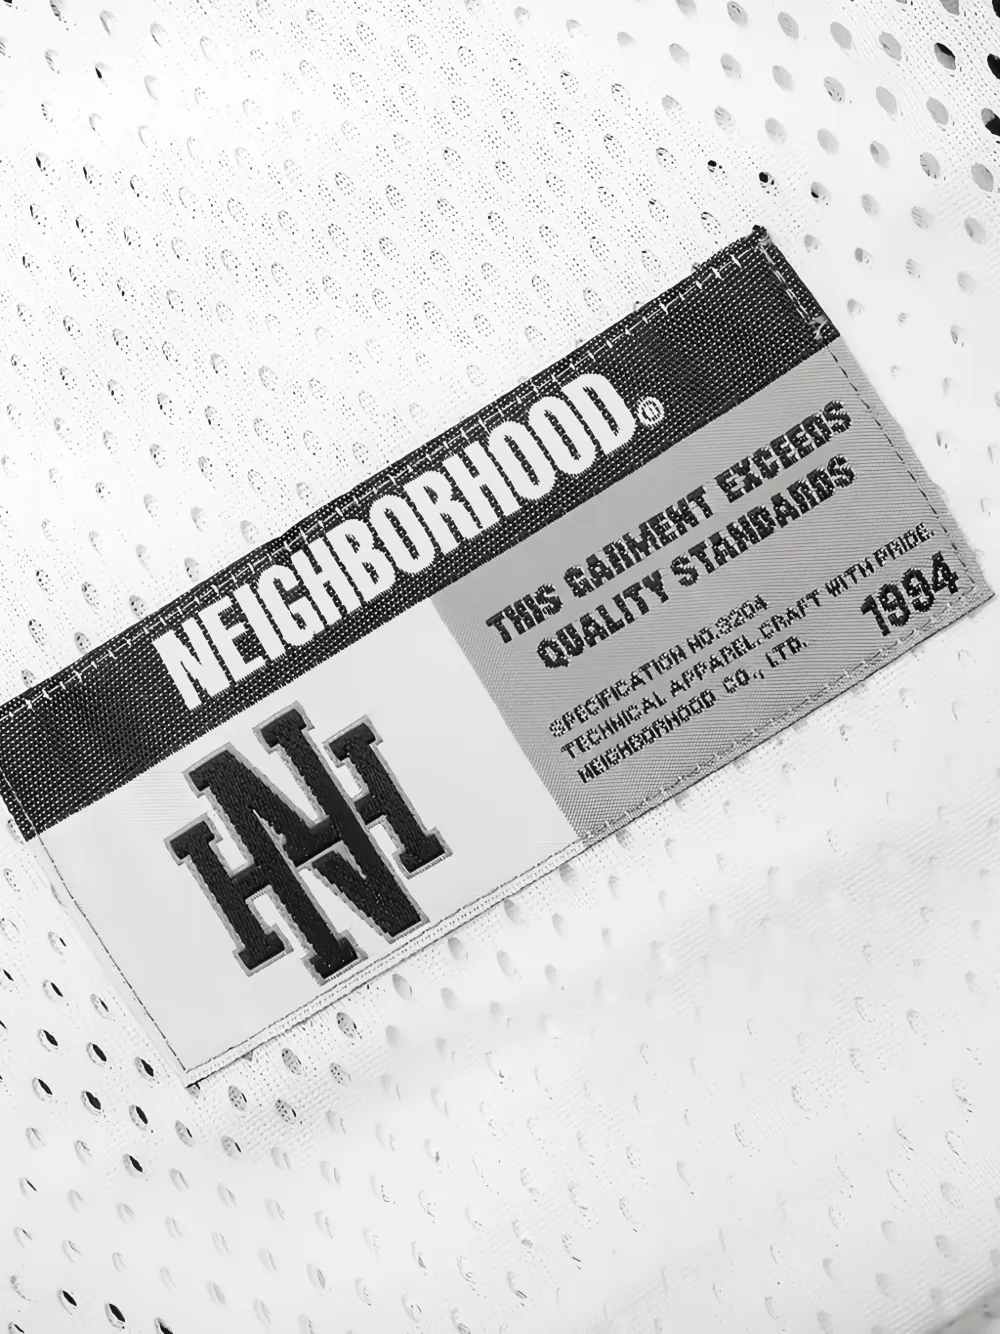 NEIGHBORHOOD®
NH
THIS GARMENT EXCEEDS
QUALITY STANDARDS
SPECIFICATION NO.3204
TECHNICAL APPAREL.CRAFT WITH PRIDE.
NEIGHBORHOOD CO., LTD.
1994